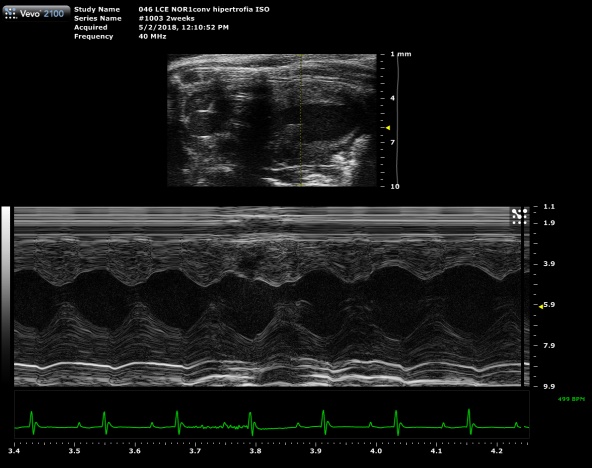 Vevo 2100
Study Name 046 LCE NOR1conv hipertrofia ISO
Series Name #1003 2weeks
Acquired 5/2/2018, 12:10:52 PM
Frequency 40 MHz
1 mm
4
7
10
1.1
1.9
3.9
5.9
7.9
9.9
499 BPM
3.4 3.5 3.6 3.7 3.8 3.9 4.0 4.1 4.2